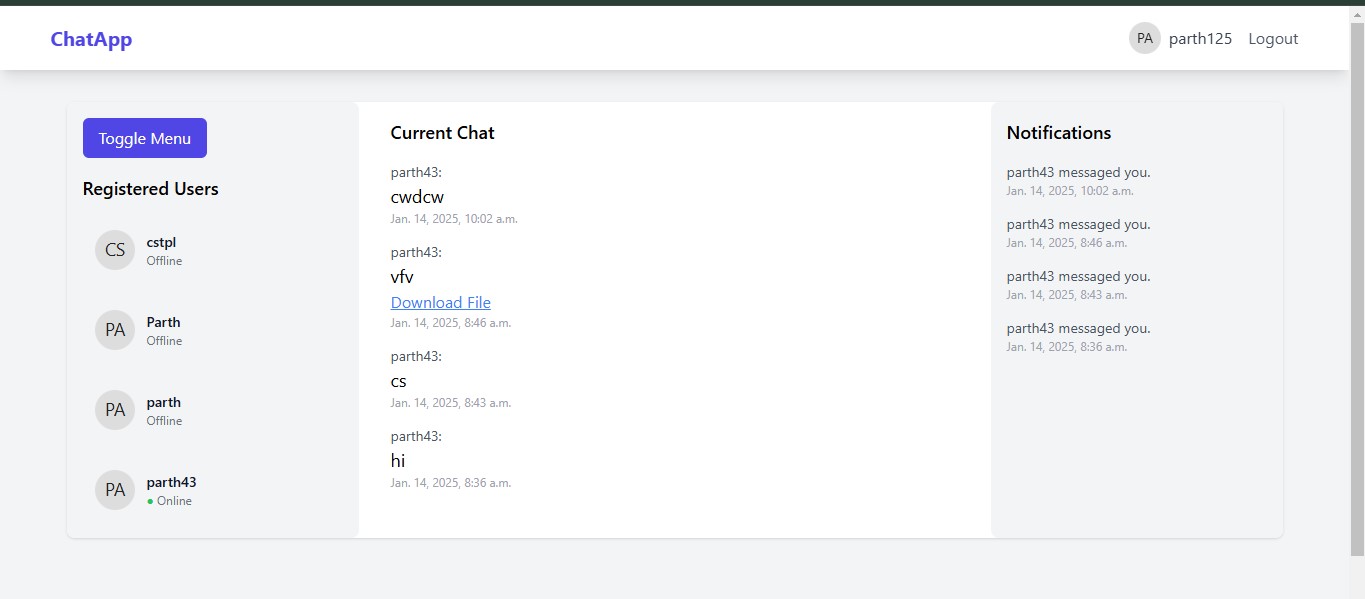 ChatApp
PA parth125 Logout
Toggle Menu
Registered Users
CS cstpl
Offline
PA Parth
Offline
PA parth
Offline
PA parth43
Online
Current Chat
parth43:
cwdcw
Jan. 14, 2025, 10:02 a.m.
parth43:
vfv
Download File
Jan. 14, 2025, 8:46 a.m.
parth43:
cs
Jan. 14, 2025, 8:43 a.m.
parth43:
hi
Jan. 14, 2025, 8:36 a.m.
Notifications
parth43 messaged you.
Jan. 14, 2025, 10:02 a.m.
parth43 messaged you.
Jan. 14, 2025, 8:46 a.m.
parth43 messaged you.
Jan. 14, 2025, 8:43 a.m.
parth43 messaged you.
Jan. 14, 2025, 8:36 a.m.